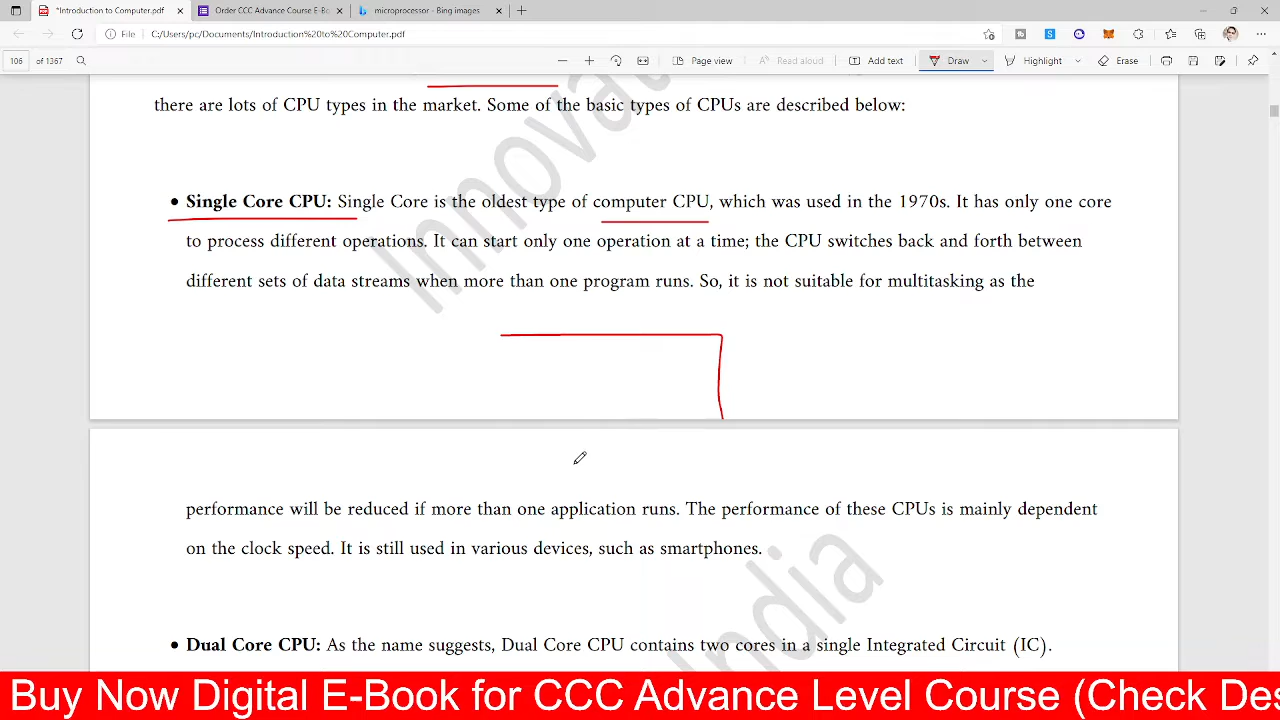 *Introduction to Computer.pdf
Order CCC Advance Course E-Bo
microprocessor - Bing images
File
C:/Users/pc/Documents/Introduction%20to%20Computer.pdf
106 of 1367
Page view
Read aloud
Add text
Draw
Highlight
Erase
there are lots of CPU types in the market. Some of the basic types of CPUs are described below:
• Single Core CPU: Single Core is the oldest type of computer CPU, which was used in the 1970s. It has only one core
to process different operations. It can start only one operation at a time; the CPU switches back and forth between
different sets of data streams when more than one program runs. So, it is not suitable for multitasking as the
Innovat
performance will be reduced if more than one application runs. The performance of these CPUs is mainly dependent
on the clock speed. It is still used in various devices, such as smartphones.
India
• Dual Core CPU: As the name suggests, Dual Core CPU contains two cores in a single Integrated Circuit (IC).
Buy Now Digital E-Book for CCC Advance Level Course (Check Des